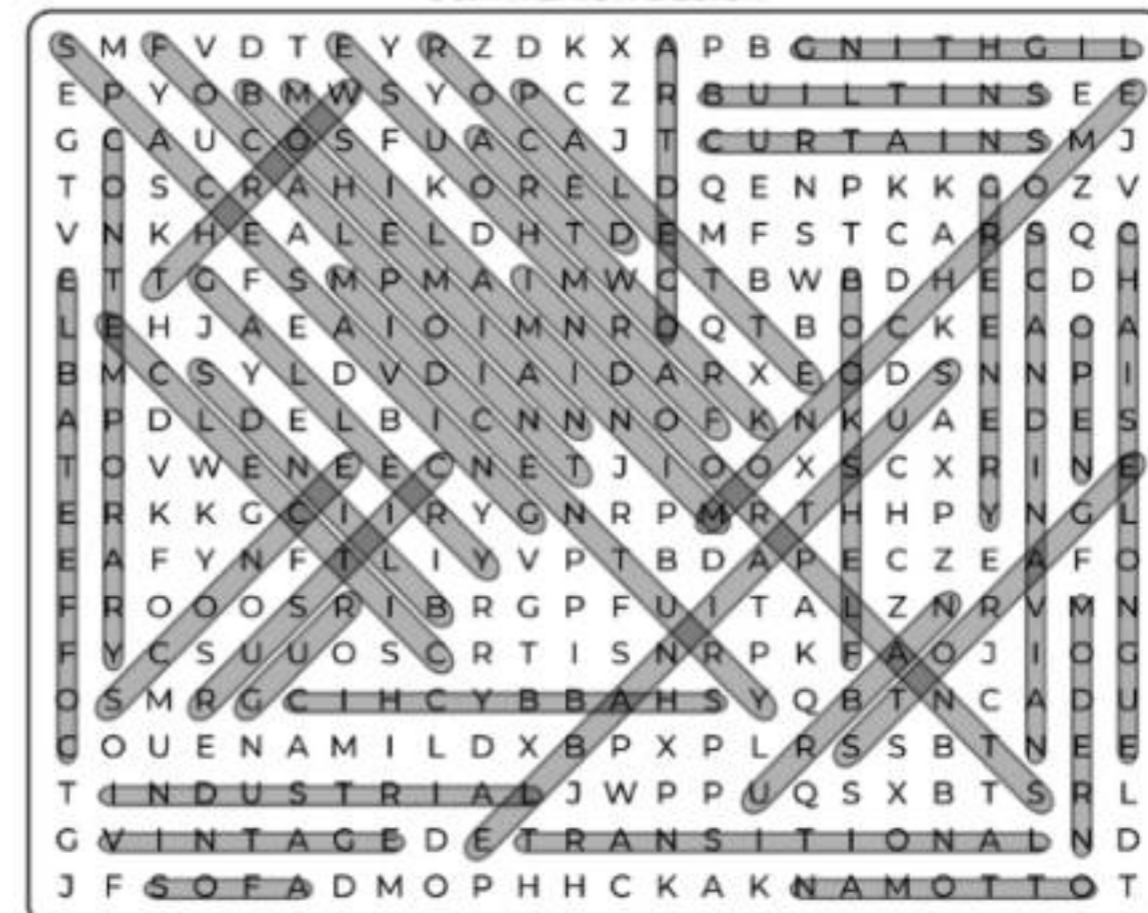 S M F V D T E Y R Z D K X A P B G N I T H G I L
E P Y O B M W S Y O P C Z R B U I L T I N S E E
G C A U C O S F U A C A J T C U R T A I N S M J
T O S C R A H I K O R E L D Q E N P K K G O Z V
V N K H E A L E L D H T D E M F S T C A R S Q C
E T T G F S M P M A I M W C T B W B D H E C D H
L E H J A E A I O I M N R O Q T B O C K E A O A
B M C S Y L D V D I A I D A R X E O D S N N P I
A P D L D E L B I C N N N O F K N K U A E D E S
T O V W E N E E C N E T J I O O X S C X R I N E
E R K K G C I I R Y G N R P M R T H H P Y N G L
E A F Y N F T L I Y V P T B D A P E C Z E A F O
F R O O O S R I B R G P F U I T A L Z N R V M N
F Y C S U U O S C R T I S N R P K F A O J I O G
O S M R G C I H C Y B B A H S Y Q B T N C A D U
C O U E N A M I L D X B P X P L R S S B T N E E
T I N D U S T R I A L J W P P U Q S X B T S R L
G V I N T A G E D E T R A N S I T I O N A L N D
J F S O F A D M O P H H C K A K N A M O T T O T